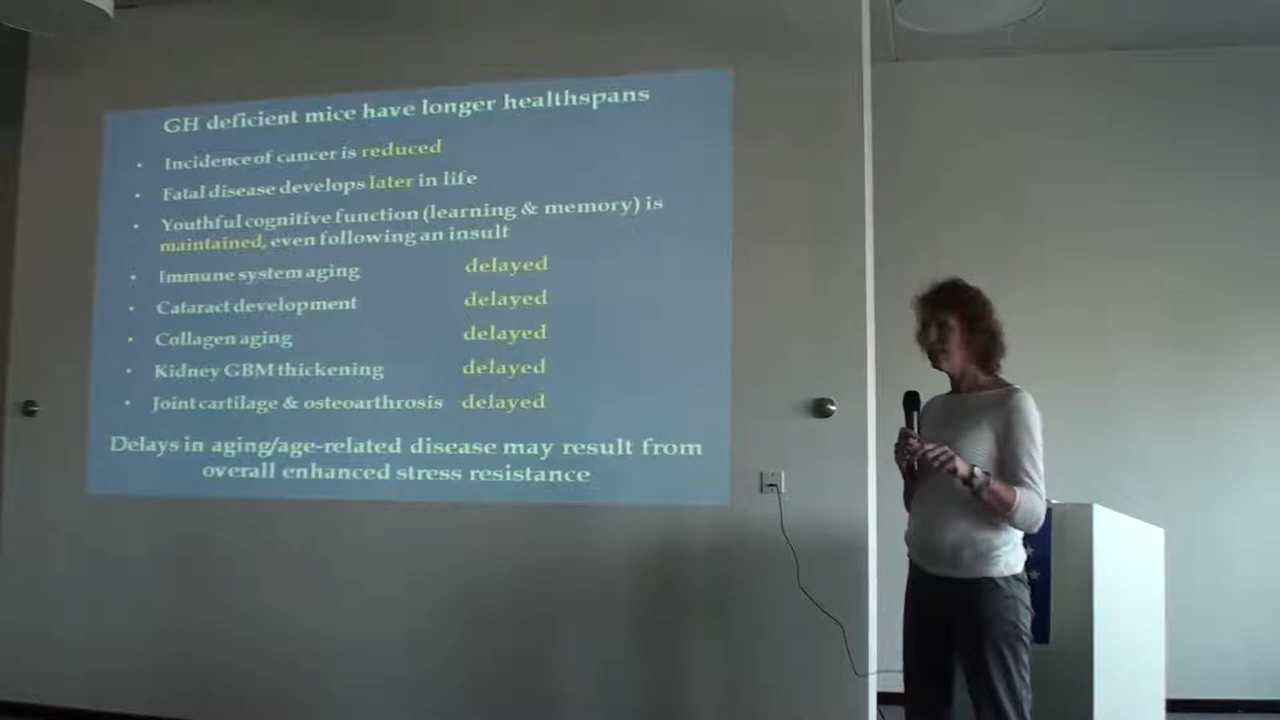 GH deficient mice have longer healthspans
• Incidence of cancer is reduced
• Fatal disease develops later in life
• Youthful cognitive function (learning & memory) is
maintained, even following an insult
• Immune system aging delayed
• Cataract development delayed
• Collagen aging delayed
• Kidney GBM thickening delayed
• Joint cartilage & osteoarthrosis delayed
Delays in aging/age-related disease may result from
overall enhanced stress resistance